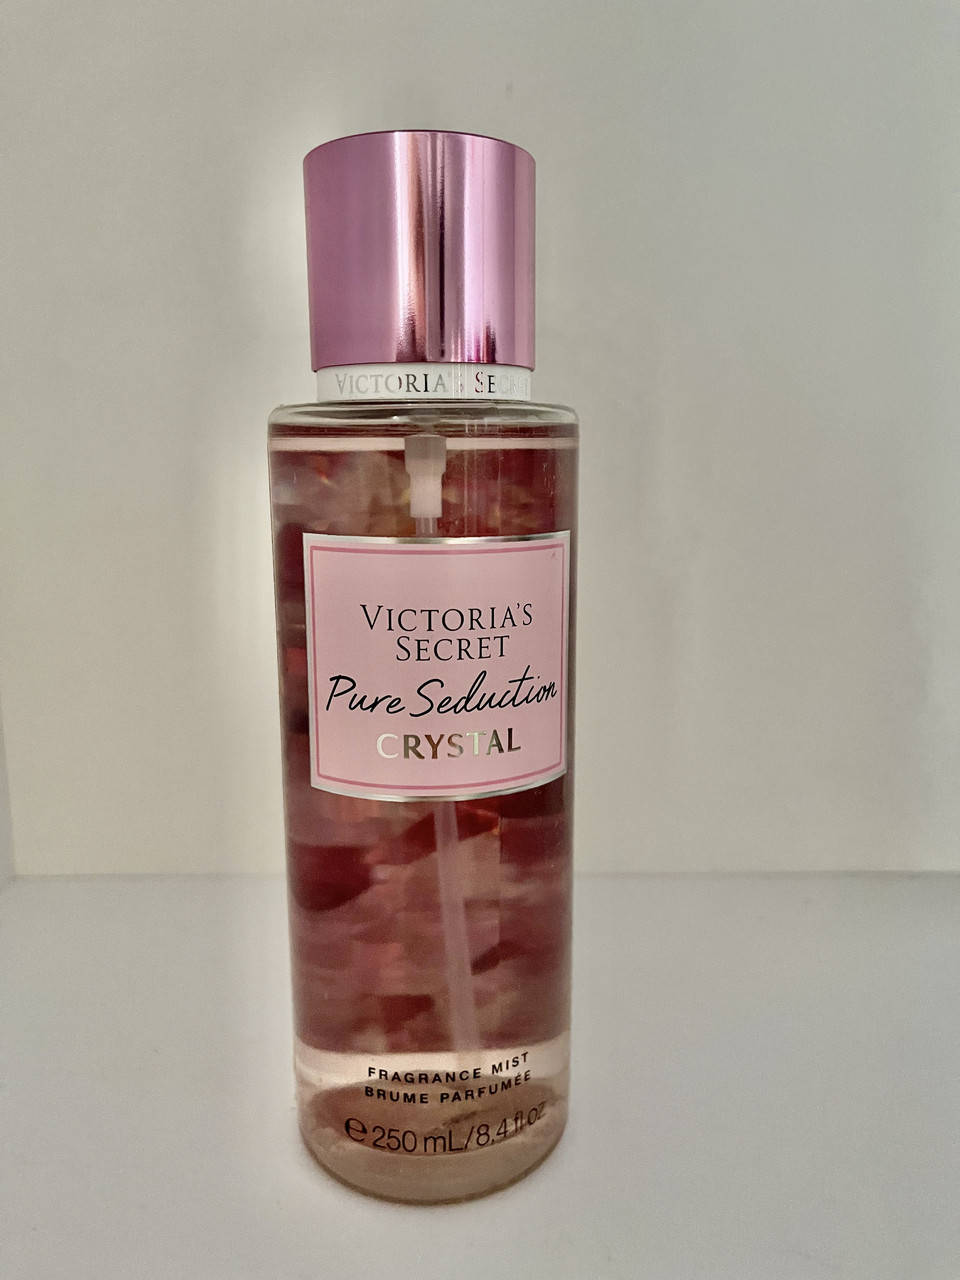 VICTORIA'S SECRET
VICTORIA'S
SECRET
Pure Seduction
CRYSTAL
FRAGRANCE MIST
BRUME PARFUMÉE
℮ 250 mL/8.4 fl oz